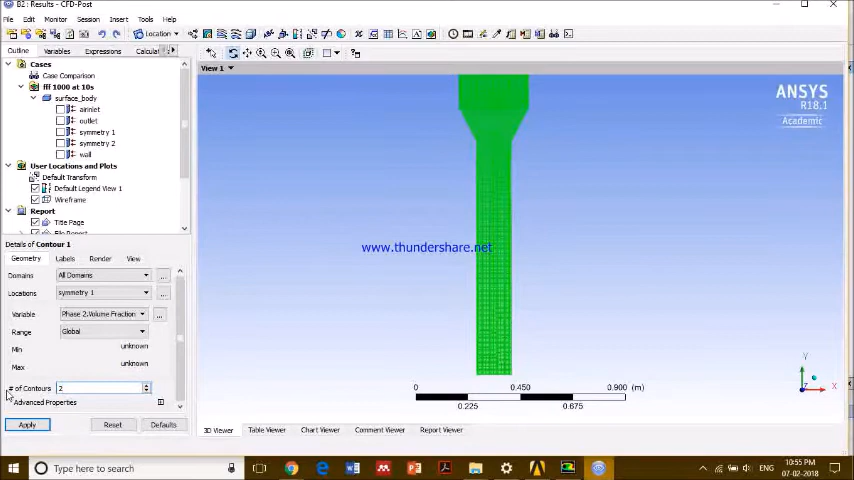 B2 : Results - CFD-Post
File Edit Monitor Session Insert Tools Help
Location
Outline Variables Expressions Calculat
View 1
Cases
Case Comparison
fff 1000 at 10s
surface_body
airinlet
outlet
symmetry 1
symmetry 2
wall
User Locations and Plots
Default Transform
Default Legend View 1
Wireframe
Report
Title Page
File Report
Details of Contour 1
Geometry Labels Render View
Domains All Domains ...
Locations symmetry 1 ...
Variable Phase 2.Volume Fraction ...
Range Global
Min unknown
Max unknown
# of Contours 2
Advanced Properties
Apply Reset Defaults
ANSYS
R18.1
Academic
www.thundershare.net
0 0.450 0.900 (m)
0.225 0.675
Y
Z X
3D Viewer Table Viewer Chart Viewer Comment Viewer Report Viewer
Type here to search
ENG
10:55 PM
07-02-2018